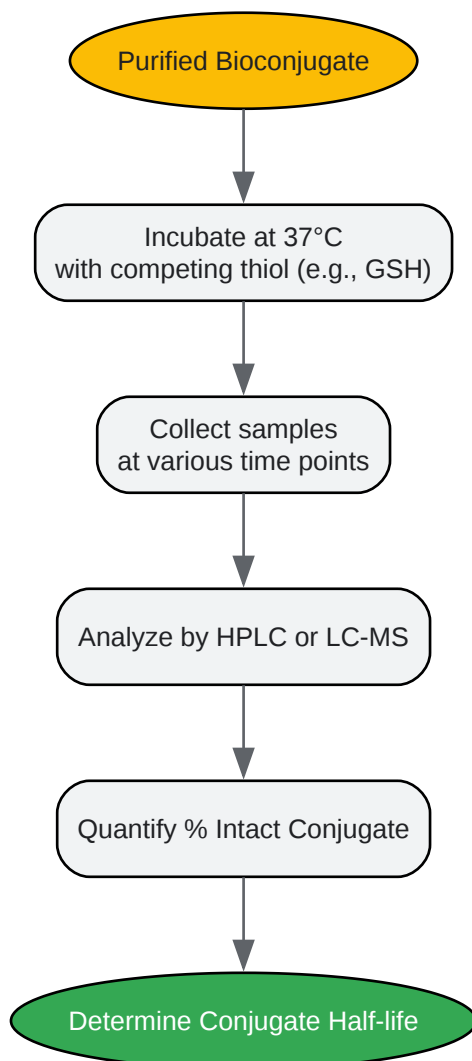 Purified Bioconjugate
Incubate at 37°C
with competing thiol (e.g., GSH)
Collect samples
at various time points
Analyze by HPLC or LC-MS
Quantify % Intact Conjugate
Determine Conjugate Half-life